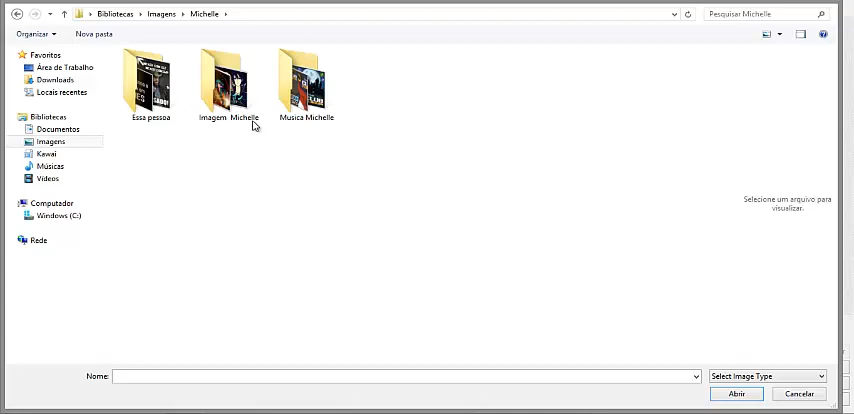 Bibliotecas ▸ Imagens ▸ Michelle ▸
Pesquisar Michelle
Organizar
Nova pasta
Favoritos
Área de Trabalho
Downloads
Locais recentes
Bibliotecas
Documentos
Imagens
Kawai
Músicas
Vídeos
Computador
Windows (C:)
Rede
Essa pessoa
Imagem Michelle
Musica Michelle
Selecione um arquivo para
visualizar.
Nome:
Select Image Type
Abrir
Cancelar